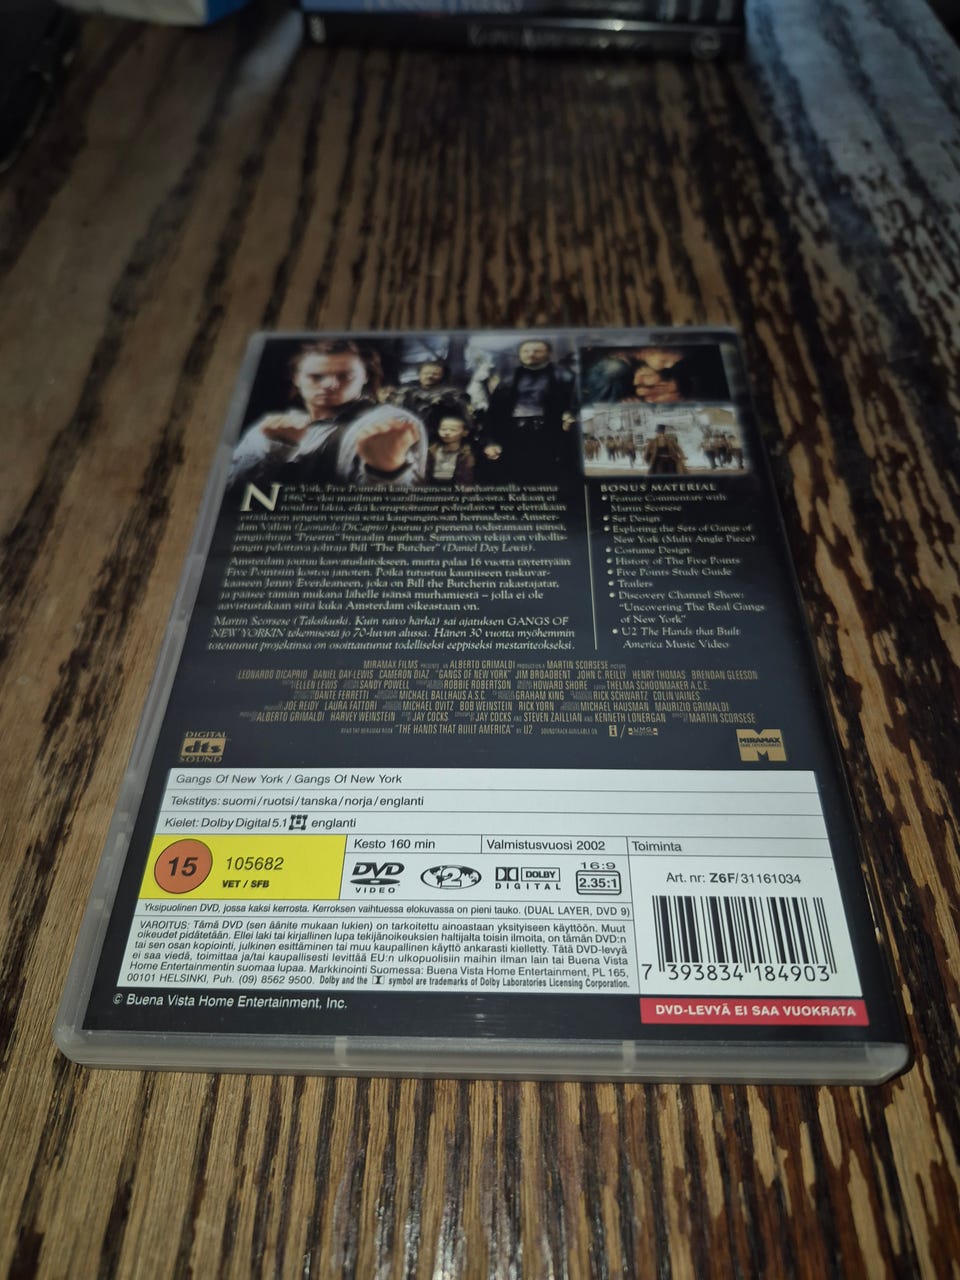 New York, Five Pointsin kaupunginosa Manhattanilla vuonna
1862 – yksi maailman vaarallisimmista paikoista. Kukaan ei
noudata lakia, eikä korruptoitunut poliisilaitos tee elettäkään
estääkseen jengien verisiä sotia kaupunginosan herruudesta. Amster-
dam Vallon (Leonardo DiCaprio) joutuu jo pienenä todistamaan isänsä,
jengijohtaja "Priestin" brutaalin murhan. Surmatyön tekijä on vihollis-
jengin pelottava johtaja Bill "The Butcher" (Daniel Day Lewis).
Amsterdam joutuu kasvatuslaitokseen, mutta palaa 16 vuotta täytettyään
Five Pointsiin kostoa janoten. Poika tutustuu kauniiseen taskuvar-
kaaseen Jenny Everdeaneen, joka on Bill the Butcherin rakastajatar,
ja pääsee tämän mukana lähelle isänsä murhamiestä – jolla ei ole
aavistustakaan siitä kuka Amsterdam oikeastaan on.
Martin Scorsese (Taksikuski, Kuin raivo härkä) sai ajatuksen GANGS OF
NEW YORKIN tekemisestä jo 70-luvun alussa. Hänen 30 vuotta myöhemmin
toteutunut projektinsa on osoittautunut todelliseksi eeppiseksi mestariteokseksi.
BONUS MATERIAL
• Feature Commentary with
Martin Scorsese
• Set Design
• Exploring the Sets of Gangs of
New York (Multi Angle Piece)
• Costume Design
• History of The Five Points
• Five Points Study Guide
• Trailers
• Discovery Channel Show:
"Uncovering The Real Gangs
of New York"
• U2 The Hands that Built
America Music Video
MIRAMAX FILMS PRESENTS AN ALBERTO GRIMALDI PRODUCTION A MARTIN SCORSESE PICTURE
LEONARDO DICAPRIO DANIEL DAY-LEWIS CAMERON DIAZ "GANGS OF NEW YORK" JIM BROADBENT JOHN C. REILLY HENRY THOMAS BRENDAN GLEESON
ELLEN LEWIS SANDY POWELL ROBBIE ROBERTSON HOWARD SHORE THELMA SCHOONMAKER A.C.E.
DANTE FERRETTI MICHAEL BALLHAUS A.S.C. GRAHAM KING RICK SCHWARTZ COLIN VAINES
JOE REIDY LAURA FATTORI MICHAEL OVITZ BOB WEINSTEIN RICK YORN MICHAEL HAUSMAN MAURIZIO GRIMALDI
ALBERTO GRIMALDI HARVEY WEINSTEIN JAY COCKS JAY COCKS AND STEVEN ZAILLIAN AND KENNETH LONERGAN MARTIN SCORSESE
READ THE MIRAMAX BOOK "THE HANDS THAT BUILT AMERICA" BY U2 SOUNDTRACK AVAILABLE ON
DIGITAL
dts
SOUND
MIRAMAX
HOME ENTERTAINMENT
Gangs Of New York / Gangs Of New York
Tekstitys: suomi/ruotsi/tanska/norja/englanti
Kielet: Dolby Digital 5.1 englanti
15 105682
VET / SFB
Kesto 160 min Valmistusvuosi 2002 Toiminta
DVD
VIDEO
2
DOLBY
DIGITAL
16:9
2.35:1
Art. nr: Z6F/31161034
Yksipuolinen DVD, jossa kaksi kerrosta. Kerroksen vaihtuessa elokuvassa on pieni tauko. (DUAL LAYER, DVD 9)
VAROITUS: Tämä DVD (sen äänite mukaan lukien) on tarkoitettu ainoastaan yksityiseen käyttöön. Muut
oikeudet pidätetään. Ellei laki tai kirjallinen lupa tekijänoikeuksien haltijalta toisin ilmoita, on tämän DVD:n
tai sen osan kopiointi, julkinen esittäminen tai muu kaupallinen käyttö ankarasti kielletty. Tätä DVD-levyä
ei saa viedä, toimittaa ja/tai kaupallisesti levittää EU:n ulkopuolisiin maihin ilman lain tai Buena Vista
Home Entertainmentin suomaa lupaa. Markkinointi Suomessa: Buena Vista Home Entertainment, PL 165,
00101 HELSINKI, Puh. (09) 8562 9500. Dolby and the symbol are trademarks of Dolby Laboratories Licensing Corporation.
7 393834 184903
© Buena Vista Home Entertainment, Inc.
DVD-LEVYÄ EI SAA VUOKRATA